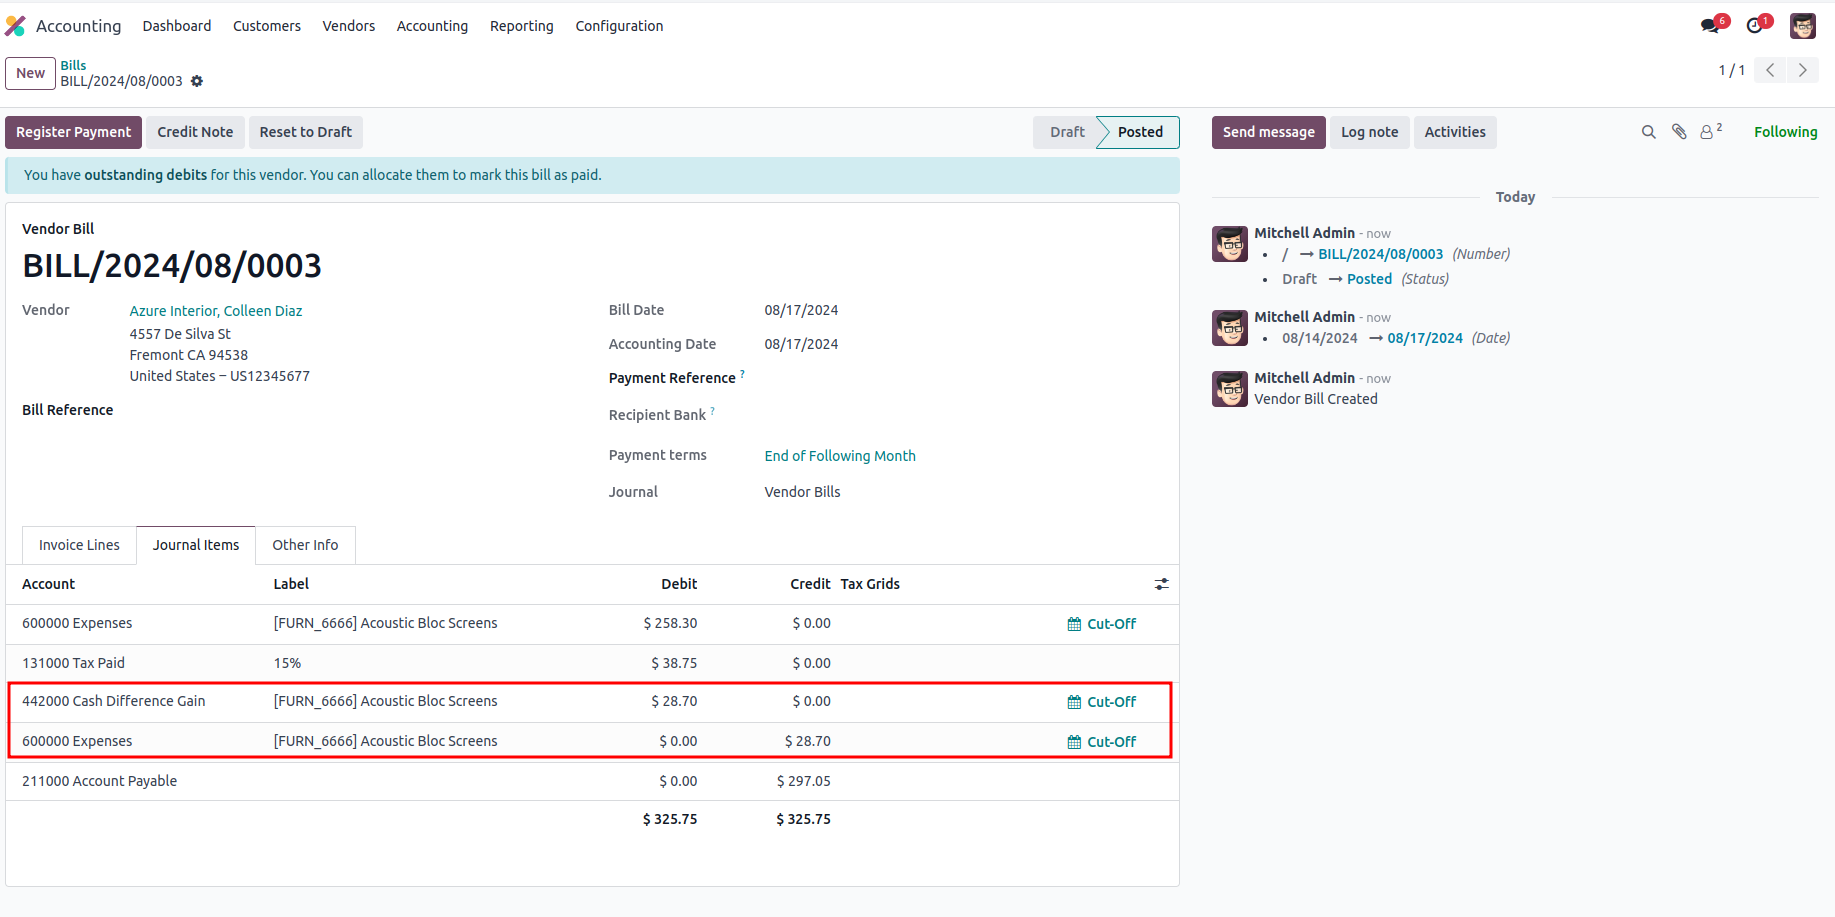 Accounting Dashboard Customers Vendors Accounting Reporting Configuration 6 1
New Bills
BILL/2024/08/0003
1 / 1
Register Payment Credit Note Reset to Draft Draft Posted
Send message Log note Activities 2 Following
You have outstanding debits for this vendor. You can allocate them to mark this bill as paid.
Vendor Bill
BILL/2024/08/0003
Vendor Azure Interior, Colleen Diaz
4557 De Silva St
Fremont CA 94538
United States – US12345677
Bill Reference
Bill Date 08/17/2024
Accounting Date 08/17/2024
Payment Reference ?
Recipient Bank ?
Payment terms End of Following Month
Journal Vendor Bills
Invoice Lines Journal Items Other Info
Account Label Debit Credit Tax Grids
600000 Expenses [FURN_6666] Acoustic Bloc Screens $ 258.30 $ 0.00 Cut-Off
131000 Tax Paid 15% $ 38.75 $ 0.00
442000 Cash Difference Gain [FURN_6666] Acoustic Bloc Screens $ 28.70 $ 0.00 Cut-Off
600000 Expenses [FURN_6666] Acoustic Bloc Screens $ 0.00 $ 28.70 Cut-Off
211000 Account Payable $ 0.00 $ 297.05
$ 325.75 $ 325.75
Today
Mitchell Admin - now
• / → BILL/2024/08/0003 (Number)
• Draft → Posted (Status)
Mitchell Admin - now
• 08/14/2024 → 08/17/2024 (Date)
Mitchell Admin - now
Vendor Bill Created